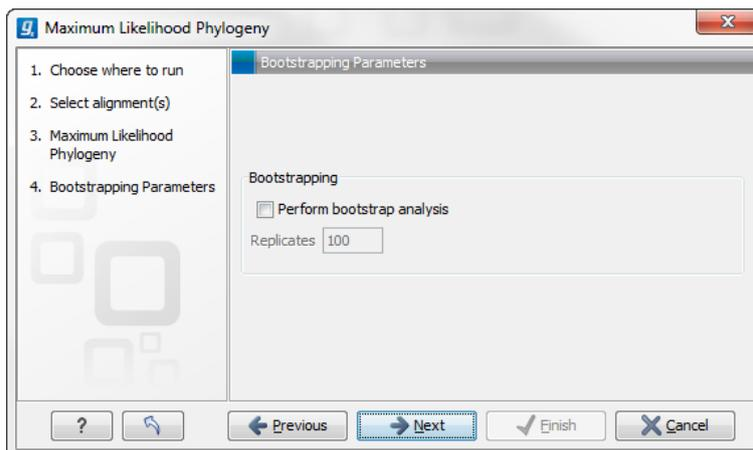 Maximum Likelihood Phylogeny
1. Choose where to run
2. Select alignment(s)
3. Maximum Likelihood
Phylogeny
4. Bootstrapping Parameters
Bootstrapping Parameters
Bootstrapping
Perform bootstrap analysis
Replicates 100
? Previous Next Finish Cancel